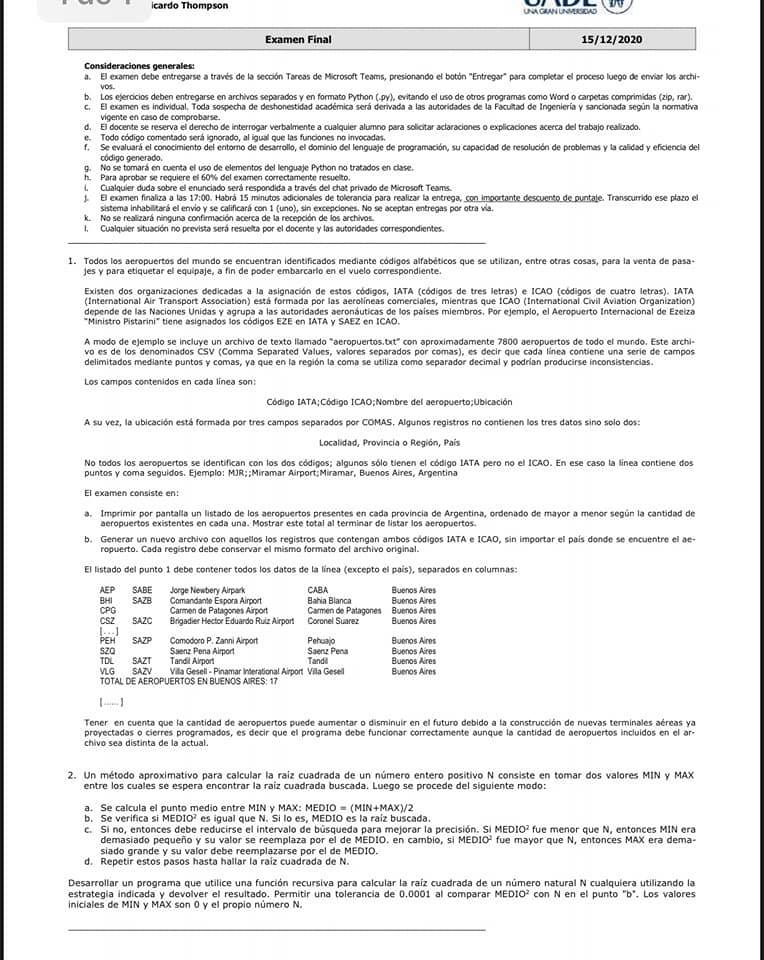 icardo Thompson
UADE
UNA GRAN UNIVERSIDAD
Examen Final
15/12/2020
Consideraciones generales:
a. El examen debe entregarse a través de la sección Tareas de Microsoft Teams, presionando el botón "Entregar" para completar el proceso luego de enviar los archi-
vos.
b. Los ejercicios deben entregarse en archivos separados y en formato Python (.py), evitando el uso de otros programas como Word o carpetas comprimidas (zip, rar).
c. El examen es individual. Toda sospecha de deshonestidad académica será derivada a las autoridades de la Facultad de Ingeniería y sancionada según la normativa
vigente en caso de comprobarse.
d. El docente se reserva el derecho de interrogar verbalmente a cualquier alumno para solicitar aclaraciones o explicaciones acerca del trabajo realizado.
e. Todo código comentado será ignorado, al igual que las funciones no invocadas.
f. Se evaluará el conocimiento del entorno de desarrollo, el dominio del lenguaje de programación, su capacidad de resolución de problemas y la calidad y eficiencia del
código generado.
g. No se tomará en cuenta el uso de elementos del lenguaje Python no tratados en clase.
h. Para aprobar se requiere el 60% del examen correctamente resuelto.
i. Cualquier duda sobre el enunciado será respondida a través del chat privado de Microsoft Teams.
j. El examen finaliza a las 17:00. Habrá 15 minutos adicionales de tolerancia para realizar la entrega, con importante descuento de puntaje. Transcurrido ese plazo el
sistema inhabilitará el envío y se calificará con 1 (uno), sin excepciones. No se aceptan entregas por otra vía.
k. No se realizará ninguna confirmación acerca de la recepción de los archivos.
l. Cualquier situación no prevista será resuelta por el docente y las autoridades correspondientes.
1. Todos los aeropuertos del mundo se encuentran identificados mediante códigos alfabéticos que se utilizan, entre otras cosas, para la venta de pasa-
jes y para etiquetar el equipaje, a fin de poder embarcarlo en el vuelo correspondiente.
Existen dos organizaciones dedicadas a la asignación de estos códigos, IATA (códigos de tres letras) e ICAO (códigos de cuatro letras). IATA
(International Air Transport Association) está formada por las aerolíneas comerciales, mientras que ICAO (International Civil Aviation Organization)
depende de las Naciones Unidas y agrupa a las autoridades aeronáuticas de los países miembros. Por ejemplo, el Aeropuerto Internacional de Ezeiza
"Ministro Pistarini" tiene asignados los códigos EZE en IATA y SAEZ en ICAO.
A modo de ejemplo se incluye un archivo de texto llamado "aeropuertos.txt" con aproximadamente 7800 aeropuertos de todo el mundo. Este archi-
vo es de los denominados CSV (Comma Separated Values, valores separados por comas), es decir que cada línea contiene una serie de campos
delimitados mediante puntos y comas, ya que en la región la coma se utiliza como separador decimal y podrían producirse inconsistencias.
Los campos contenidos en cada línea son:
Código IATA;Código ICAO;Nombre del aeropuerto;Ubicación
A su vez, la ubicación está formada por tres campos separados por COMAS. Algunos registros no contienen los tres datos sino solo dos:
Localidad, Provincia o Región, País
No todos los aeropuertos se identifican con los dos códigos; algunos sólo tienen el código IATA pero no el ICAO. En ese caso la línea contiene dos
puntos y coma seguidos. Ejemplo: MJR;;Miramar Airport;Miramar, Buenos Aires, Argentina
El examen consiste en:
a. Imprimir por pantalla un listado de los aeropuertos presentes en cada provincia de Argentina, ordenado de mayor a menor según la cantidad de
aeropuertos existentes en cada una. Mostrar este total al terminar de listar los aeropuertos.
b. Generar un nuevo archivo con aquellos los registros que contengan ambos códigos IATA e ICAO, sin importar el país donde se encuentre el ae-
ropuerto. Cada registro debe conservar el mismo formato del archivo original.
El listado del punto 1 debe contener todos los datos de la línea (excepto el país), separados en columnas:
AEP SABE Jorge Newbery Airpark CABA Buenos Aires
BHI SAZB Comandante Espora Airport Bahia Blanca Buenos Aires
CPG Carmen de Patagones Airport Carmen de Patagones Buenos Aires
CSZ SAZC Brigadier Hector Eduardo Ruiz Airport Coronel Suarez Buenos Aires
[...]
PEH SAZP Comodoro P. Zanni Airport Pehuajo Buenos Aires
SZQ Saenz Pena Airport Saenz Pena Buenos Aires
TDL SAZT Tandil Airport Tandil Buenos Aires
VLG SAZV Villa Gesell - Pinamar Interational Airport Villa Gesell Buenos Aires
TOTAL DE AEROPUERTOS EN BUENOS AIRES: 17
[......]
Tener en cuenta que la cantidad de aeropuertos puede aumentar o disminuir en el futuro debido a la construcción de nuevas terminales aéreas ya
proyectadas o cierres programados, es decir que el programa debe funcionar correctamente aunque la cantidad de aeropuertos incluidos en el ar-
chivo sea distinta de la actual.
2. Un método aproximativo para calcular la raíz cuadrada de un número entero positivo N consiste en tomar dos valores MIN y MAX
entre los cuales se espera encontrar la raíz cuadrada buscada. Luego se procede del siguiente modo:
a. Se calcula el punto medio entre MIN y MAX: MEDIO = (MIN+MAX)/2
b. Se verifica si MEDIO² es igual que N. Si lo es, MEDIO es la raíz buscada.
c. Si no, entonces debe reducirse el intervalo de búsqueda para mejorar la precisión. Si MEDIO² fue menor que N, entonces MIN era
demasiado pequeño y su valor se reemplaza por el de MEDIO. en cambio, si MEDIO² fue mayor que N, entonces MAX era dema-
siado grande y su valor debe reemplazarse por el de MEDIO.
d. Repetir estos pasos hasta hallar la raíz cuadrada de N.
Desarrollar un programa que utilice una función recursiva para calcular la raíz cuadrada de un número natural N cualquiera utilizando la
estrategia indicada y devolver el resultado. Permitir una tolerancia de 0.0001 al comparar MEDIO² con N en el punto "b". Los valores
iniciales de MIN y MAX son 0 y el propio número N.